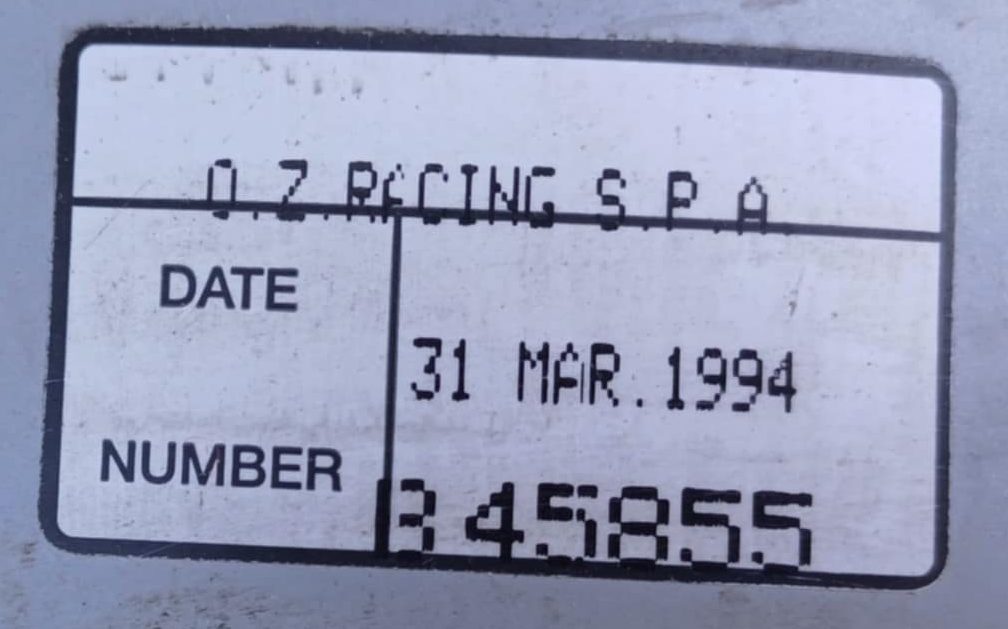 O.Z.RACING S.P.A.
DATE
31 MAR.1994
NUMBER
345855